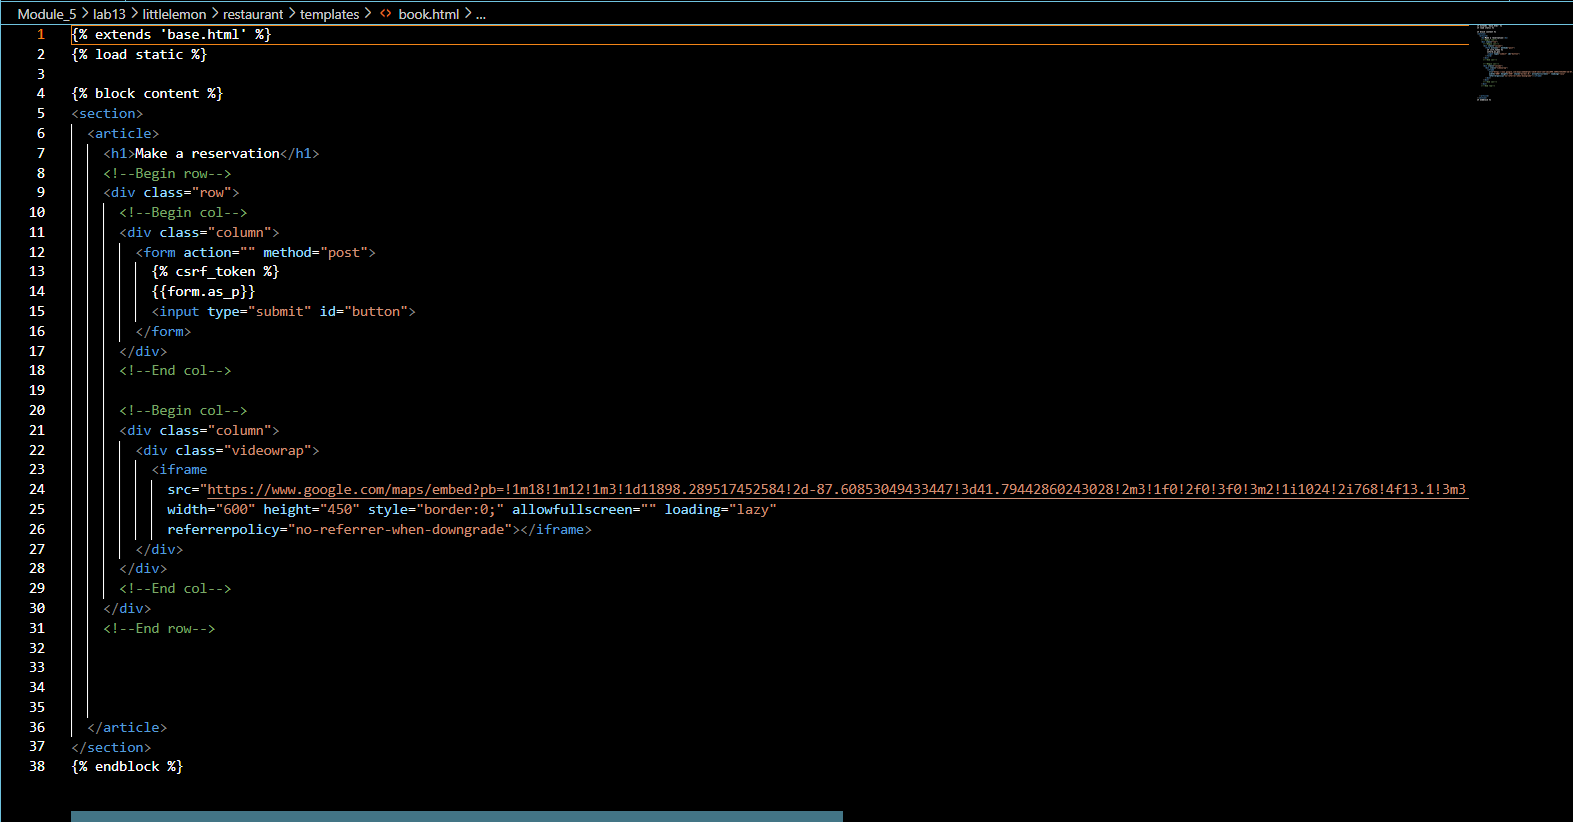 Module_5 > lab13 > littlelemon > restaurant > templates > <> book.html > ...
1 {% extends 'base.html' %}
2 {% load static %}
3
4 {% block content %}
5 <section>
6 <article>
7 <h1>Make a reservation</h1>
8 <!--Begin row-->
9 <div class="row">
10 <!--Begin col-->
11 <div class="column">
12 <form action="" method="post">
13 {% csrf_token %}
14 {{form.as_p}}
15 <input type="submit" id="button">
16 </form>
17 </div>
18 <!--End col-->
19
20 <!--Begin col-->
21 <div class="column">
22 <div class="videowrap">
23 <iframe
24 src="https://www.google.com/maps/embed?pb=!1m18!1m12!1m3!1d11898.289517452584!2d-87.60853049433447!3d41.79442860243028!2m3!1f0!2f0!3f0!3m2!1i1024!2i768!4f13.1!3m3
25 width="600" height="450" style="border:0;" allowfullscreen="" loading="lazy"
26 referrerpolicy="no-referrer-when-downgrade"></iframe>
27 </div>
28 </div>
29 <!--End col-->
30 </div>
31 <!--End row-->
32
33
34
35
36 </article>
37 </section>
38 {% endblock %}